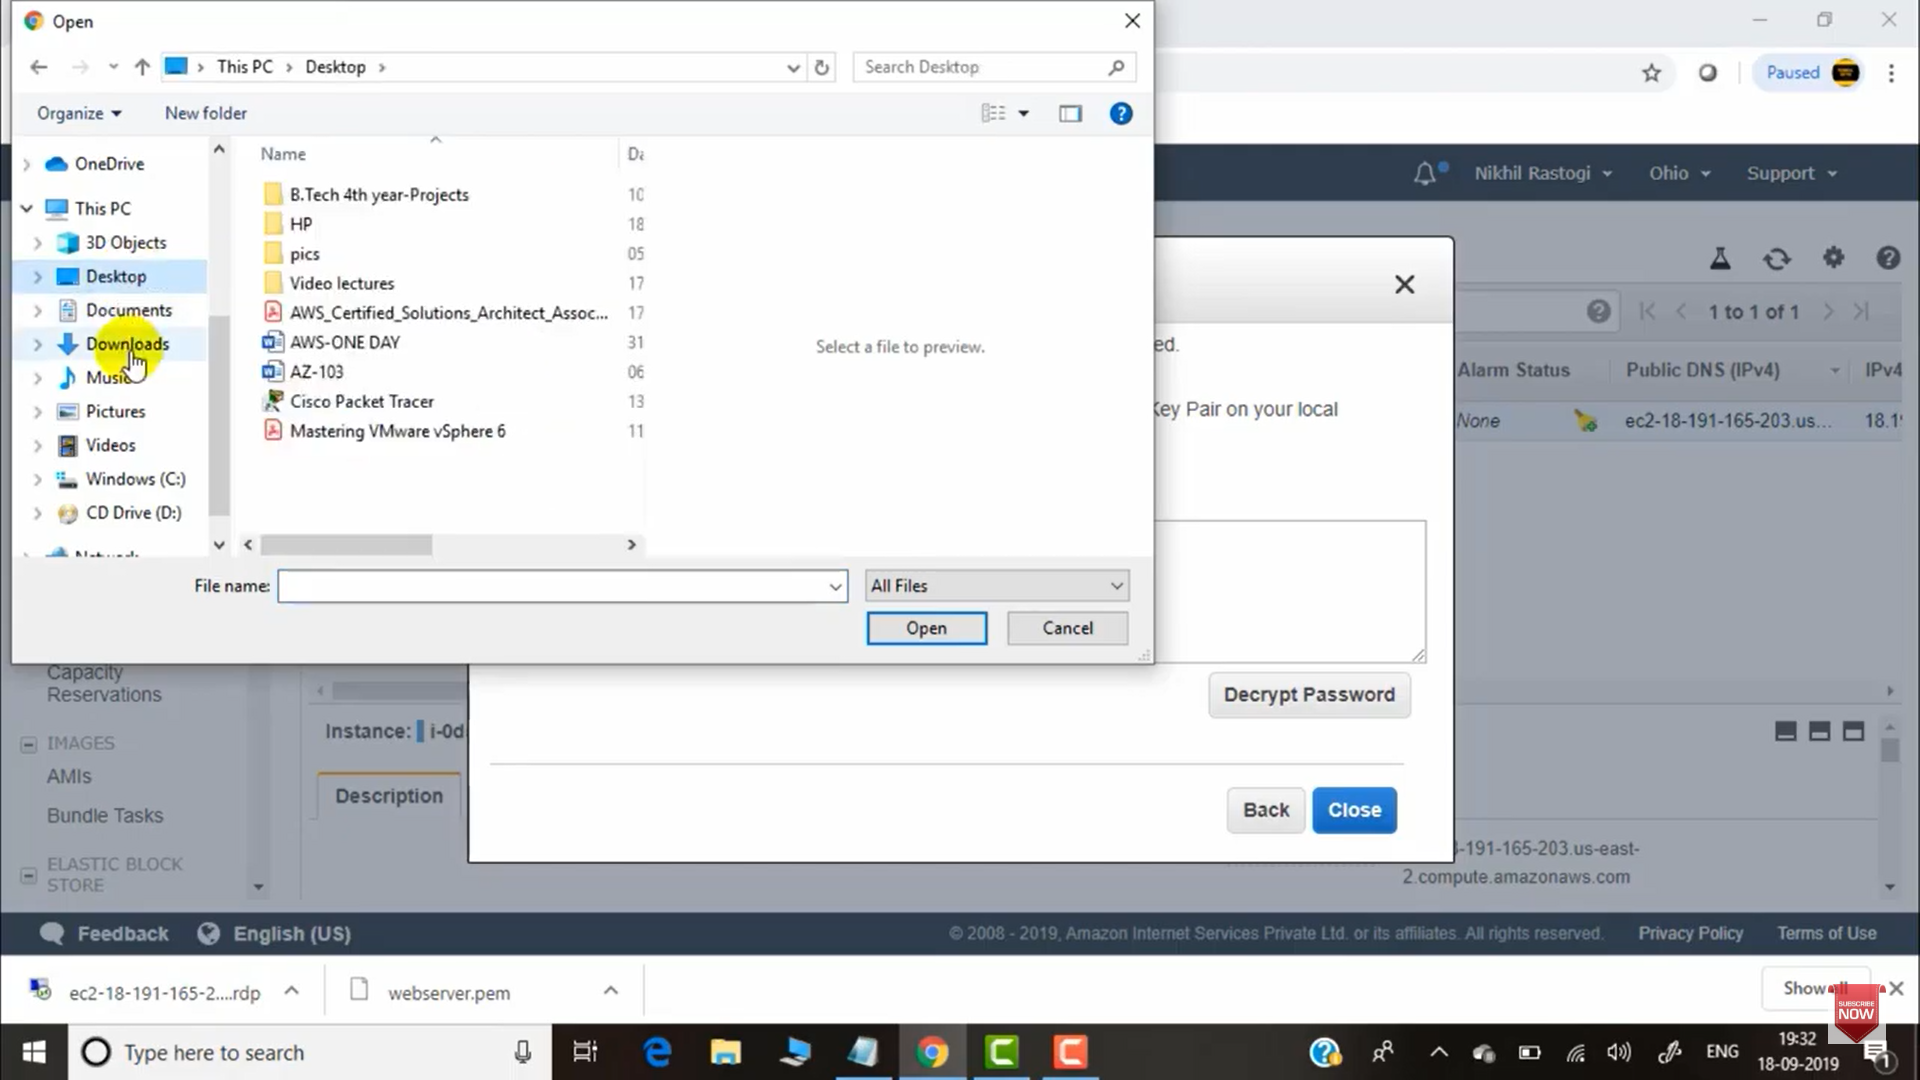 Open
This PC > Desktop >
Search Desktop
Paused
Organize
New folder
OneDrive
This PC
3D Objects
Desktop
Documents
Downloads
Music
Pictures
Videos
Windows (C:)
CD Drive (D:)
Network
Name
Da
B.Tech 4th year-Projects 10
HP 18
pics 05
Video lectures 17
AWS_Certified_Solutions_Architect_Assoc... 17
AWS-ONE DAY 31
AZ-103 06
Cisco Packet Tracer 13
Mastering VMware vSphere 6 11
Select a file to preview.
File name:
All Files
Open
Cancel
Nikhil Rastogi
Ohio
Support
1 to 1 of 1
Alarm Status
Public DNS (IPv4)
IPv4
None
ec2-18-191-165-203.us...
18.1
ed.
Key Pair on your local
Decrypt Password
Back
Close
Capacity
Reservations
IMAGES
AMIs
Bundle Tasks
ELASTIC BLOCK
STORE
Instance: i-0d
Description
-191-165-203.us-east-
2.compute.amazonaws.com
Feedback
English (US)
© 2008 - 2019, Amazon Internet Services Private Ltd. or its affiliates. All rights reserved.
Privacy Policy
Terms of Use
ec2-18-191-165-2....rdp
webserver.pem
Show all
SUBSCRIBE
NOW
Type here to search
ENG
19:32
18-09-2019
1